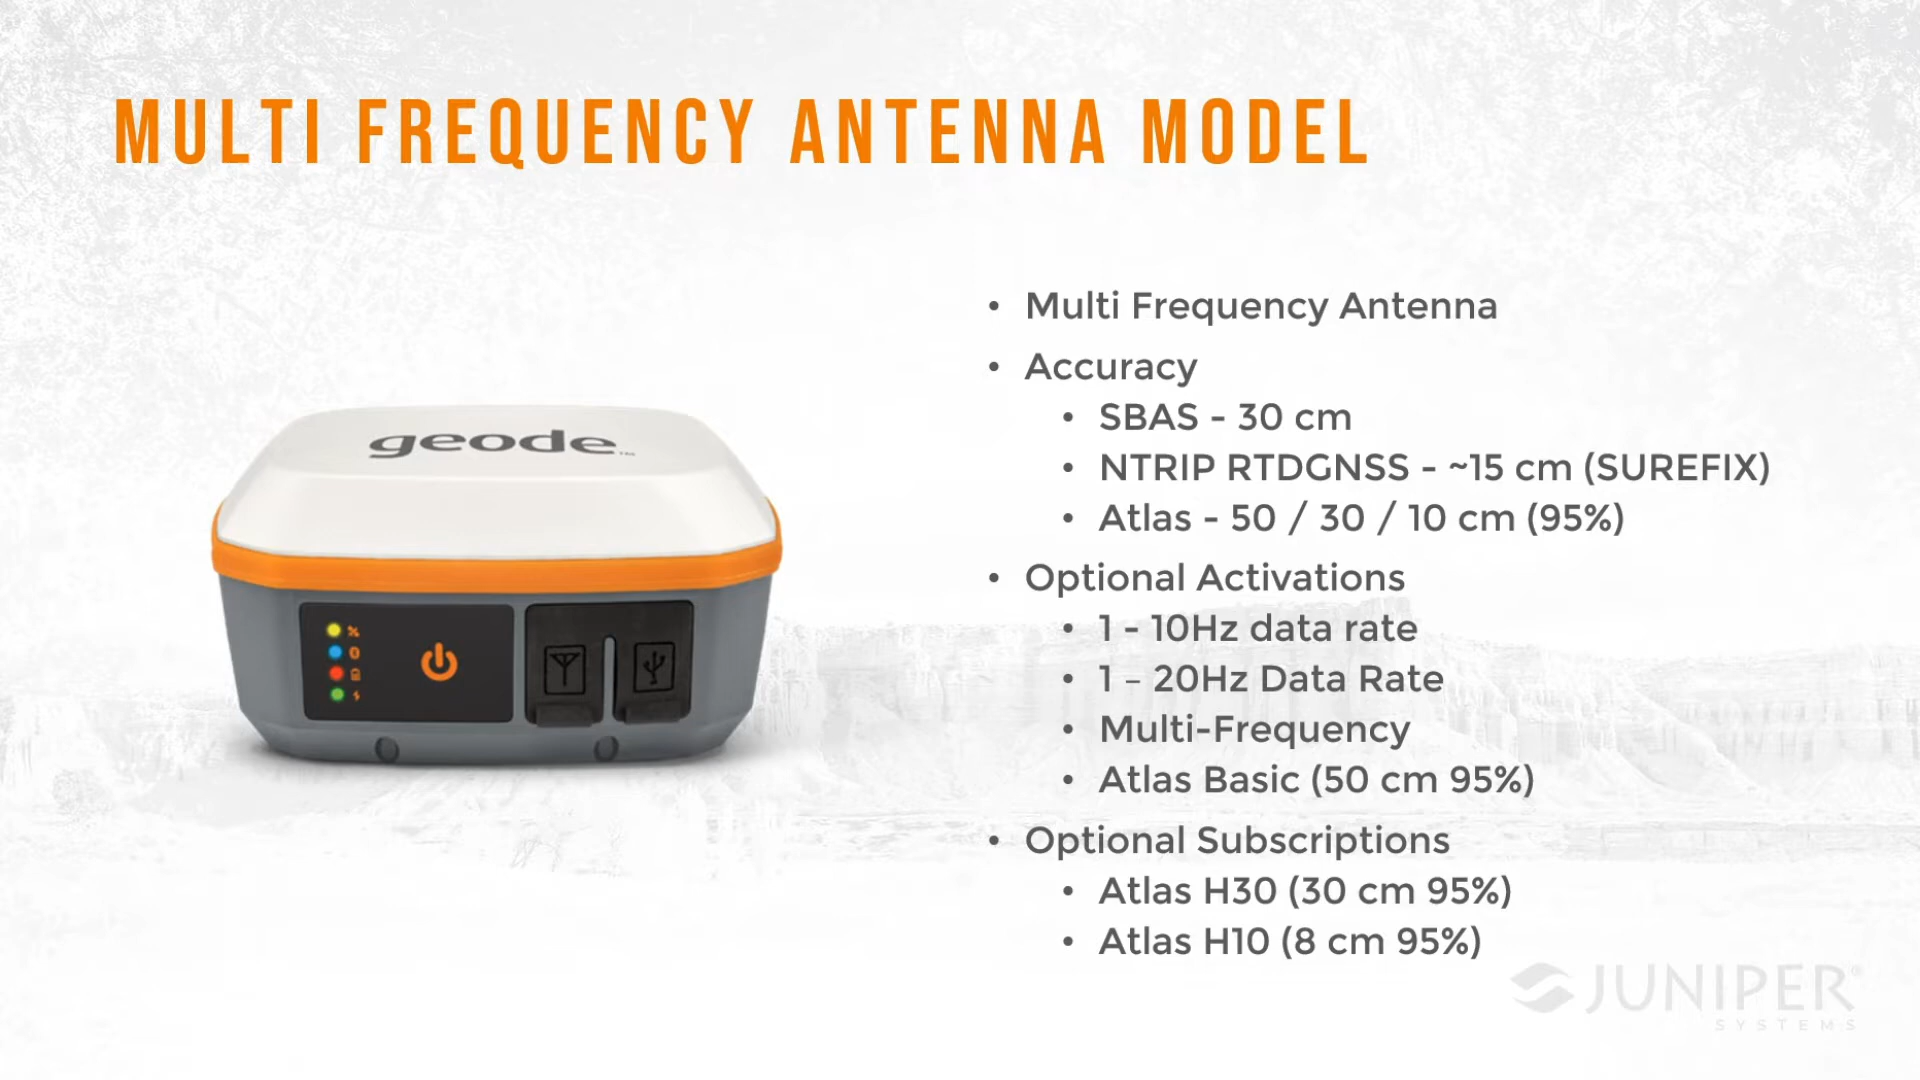 MULTI FREQUENCY ANTENNA MODEL
geode™
%
• Multi Frequency Antenna
• Accuracy
• SBAS - 30 cm
• NTRIP RTDGNSS - ~15 cm (SUREFIX)
• Atlas - 50 / 30 / 10 cm (95%)
• Optional Activations
• 1 - 10Hz data rate
• 1 – 20Hz Data Rate
• Multi-Frequency
• Atlas Basic (50 cm 95%)
• Optional Subscriptions
• Atlas H30 (30 cm 95%)
• Atlas H10 (8 cm 95%)
JUNIPER®
SYSTEMS